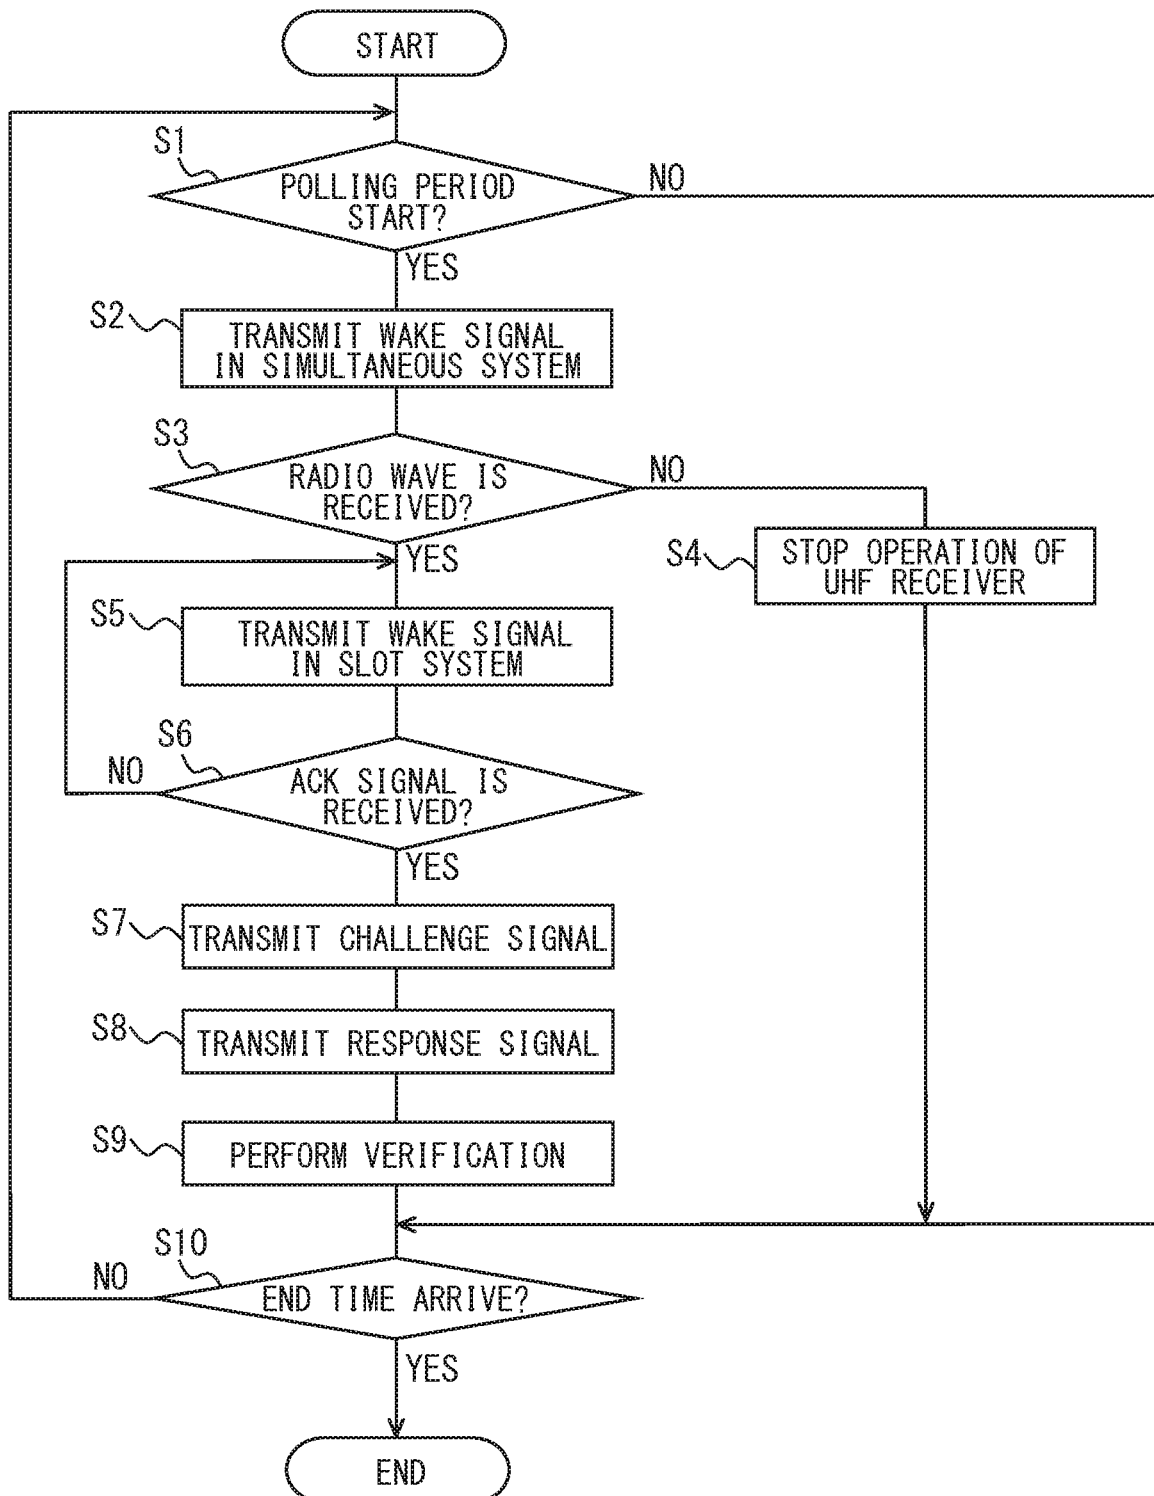 START
S1
POLLING PERIOD
START?
NO
YES
S2
TRANSMIT WAKE SIGNAL
IN SIMULTANEOUS SYSTEM
S3
RADIO WAVE IS
RECEIVED?
NO
YES
S4
STOP OPERATION OF
UHF RECEIVER
S5
TRANSMIT WAKE SIGNAL
IN SLOT SYSTEM
S6
NO
ACK SIGNAL IS
RECEIVED?
YES
S7
TRANSMIT CHALLENGE SIGNAL
S8
TRANSMIT RESPONSE SIGNAL
S9
PERFORM VERIFICATION
S10
NO
END TIME ARRIVE?
YES
END